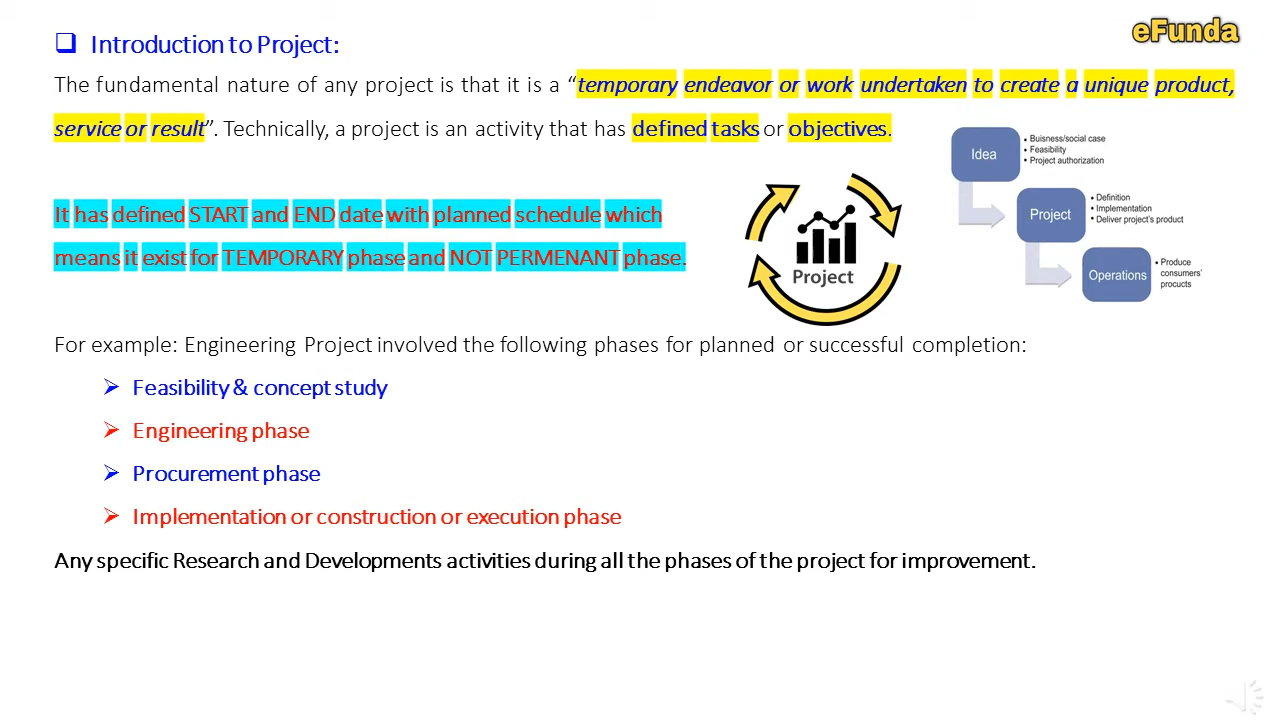 eFunda
Introduction to Project:
The fundamental nature of any project is that it is a “temporary endeavor or work undertaken to create a unique product,
service or result”. Technically, a project is an activity that has defined tasks or objectives.
It has defined START and END date with planned schedule which
means it exist for TEMPORARY phase and NOT PERMENANT phase.
Project
Idea
• Buisness/social case
• Feasibility
• Project authorization
Project
• Definition
• Implementation
• Deliver project's product
Operations
• Produce
consumers'
procucts
For example: Engineering Project involved the following phases for planned or successful completion:
Feasibility & concept study
Engineering phase
Procurement phase
Implementation or construction or execution phase
Any specific Research and Developments activities during all the phases of the project for improvement.